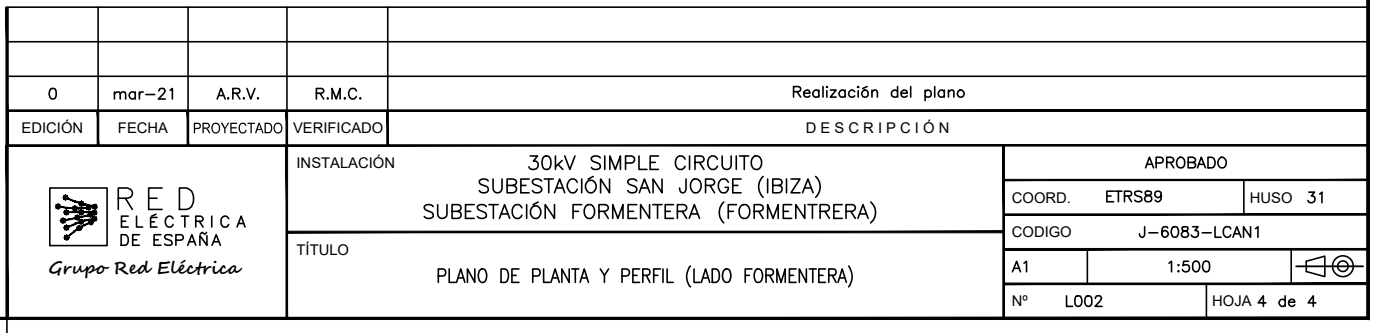 0 mar-21 A.R.V. R.M.C. Realización del plano
EDICIÓN FECHA PROYECTADO VERIFICADO DESCRIPCIÓN
RED
ELÉCTRICA
DE ESPAÑA
Grupo Red Eléctrica
INSTALACIÓN
30kV SIMPLE CIRCUITO
SUBESTACIÓN SAN JORGE (IBIZA)
SUBESTACIÓN FORMENTERA (FORMENTRERA)
TÍTULO
PLANO DE PLANTA Y PERFIL (LADO FORMENTERA)
APROBADO
COORD. ETRS89 HUSO 31
CODIGO J-6083-LCAN1
A1 1:500
Nº L002 HOJA 4 de 4